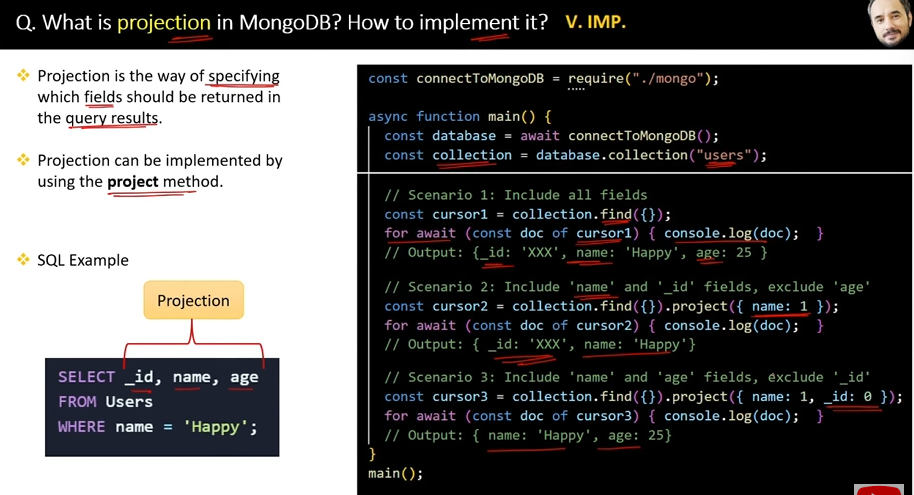 Q. What is projection in MongoDB? How to implement it? V. IMP.
❖ Projection is the way of specifying
which fields should be returned in
the query results.
❖ Projection can be implemented by
using the project method.
❖ SQL Example
Projection
SELECT _id, name, age
FROM Users
WHERE name = 'Happy';
const connectToMongoDB = require("./mongo");
async function main() {
const database = await connectToMongoDB();
const collection = database.collection("users");
// Scenario 1: Include all fields
const cursor1 = collection.find({});
for await (const doc of cursor1) { console.log(doc); }
// Output: {_id: 'XXX', name: 'Happy', age: 25 }
// Scenario 2: Include 'name' and '_id' fields, exclude 'age'
const cursor2 = collection.find({}).project({ name: 1 });
for await (const doc of cursor2) { console.log(doc); }
// Output: { _id: 'XXX', name: 'Happy'}
// Scenario 3: Include 'name' and 'age' fields, exclude '_id'
const cursor3 = collection.find({}).project({ name: 1, _id: 0 });
for await (const doc of cursor3) { console.log(doc); }
// Output: { name: 'Happy', age: 25}
}
main();